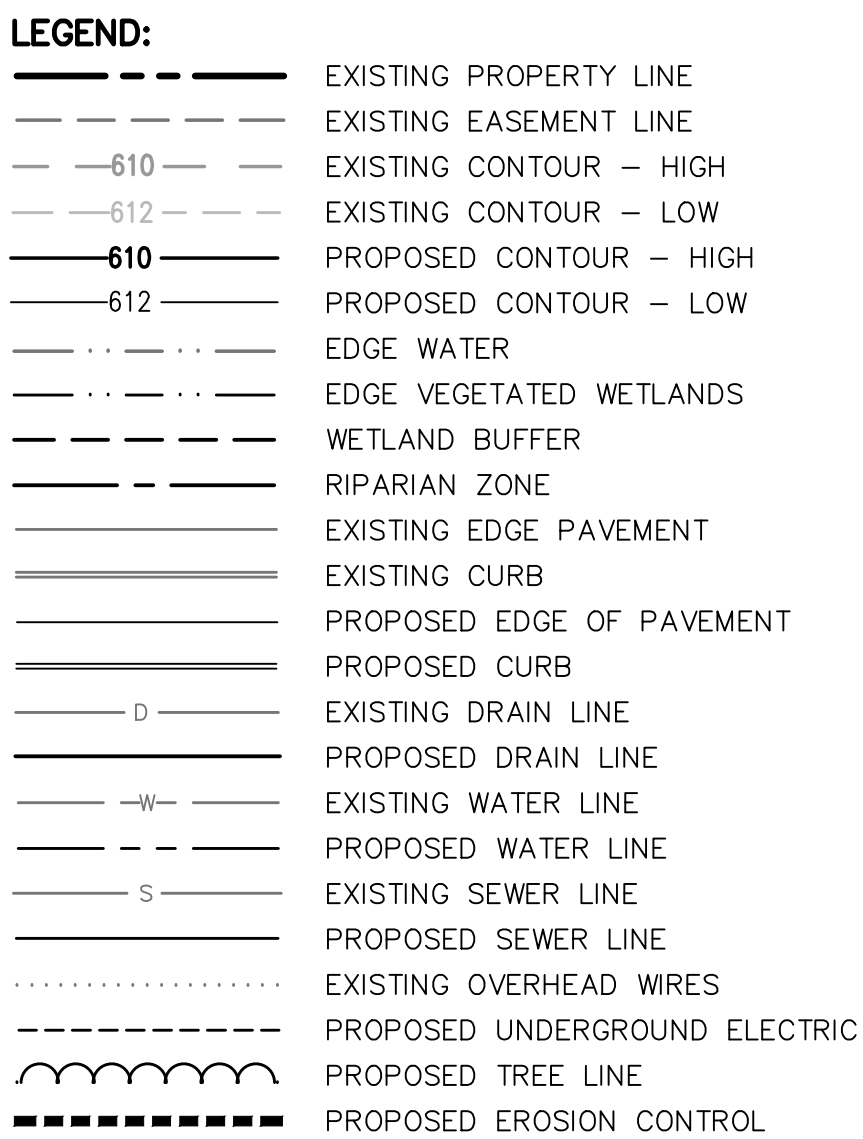 LEGEND:
EXISTING PROPERTY LINE
EXISTING EASEMENT LINE
610 EXISTING CONTOUR – HIGH
612 EXISTING CONTOUR – LOW
610 PROPOSED CONTOUR – HIGH
612 PROPOSED CONTOUR – LOW
EDGE WATER
EDGE VEGETATED WETLANDS
WETLAND BUFFER
RIPARIAN ZONE
EXISTING EDGE PAVEMENT
EXISTING CURB
PROPOSED EDGE OF PAVEMENT
PROPOSED CURB
D EXISTING DRAIN LINE
PROPOSED DRAIN LINE
W EXISTING WATER LINE
PROPOSED WATER LINE
S EXISTING SEWER LINE
PROPOSED SEWER LINE
EXISTING OVERHEAD WIRES
PROPOSED UNDERGROUND ELECTRIC
PROPOSED TREE LINE
PROPOSED EROSION CONTROL